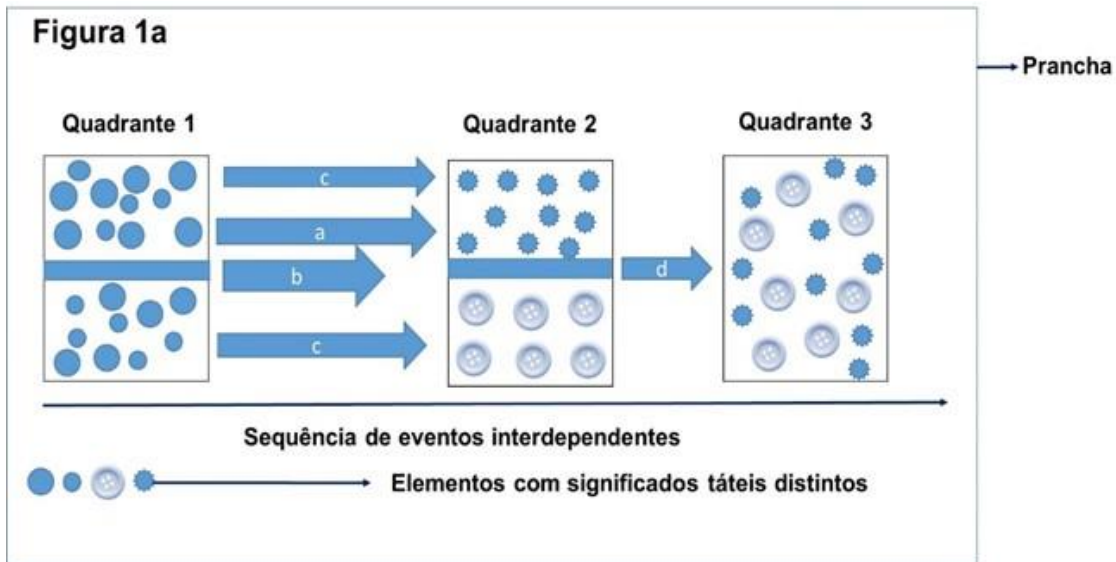 Figura 1a
Prancha
Quadrante 1
Quadrante 2
Quadrante 3
c
a
b
d
c
Sequência de eventos interdependentes
Elementos com significados táteis distintos